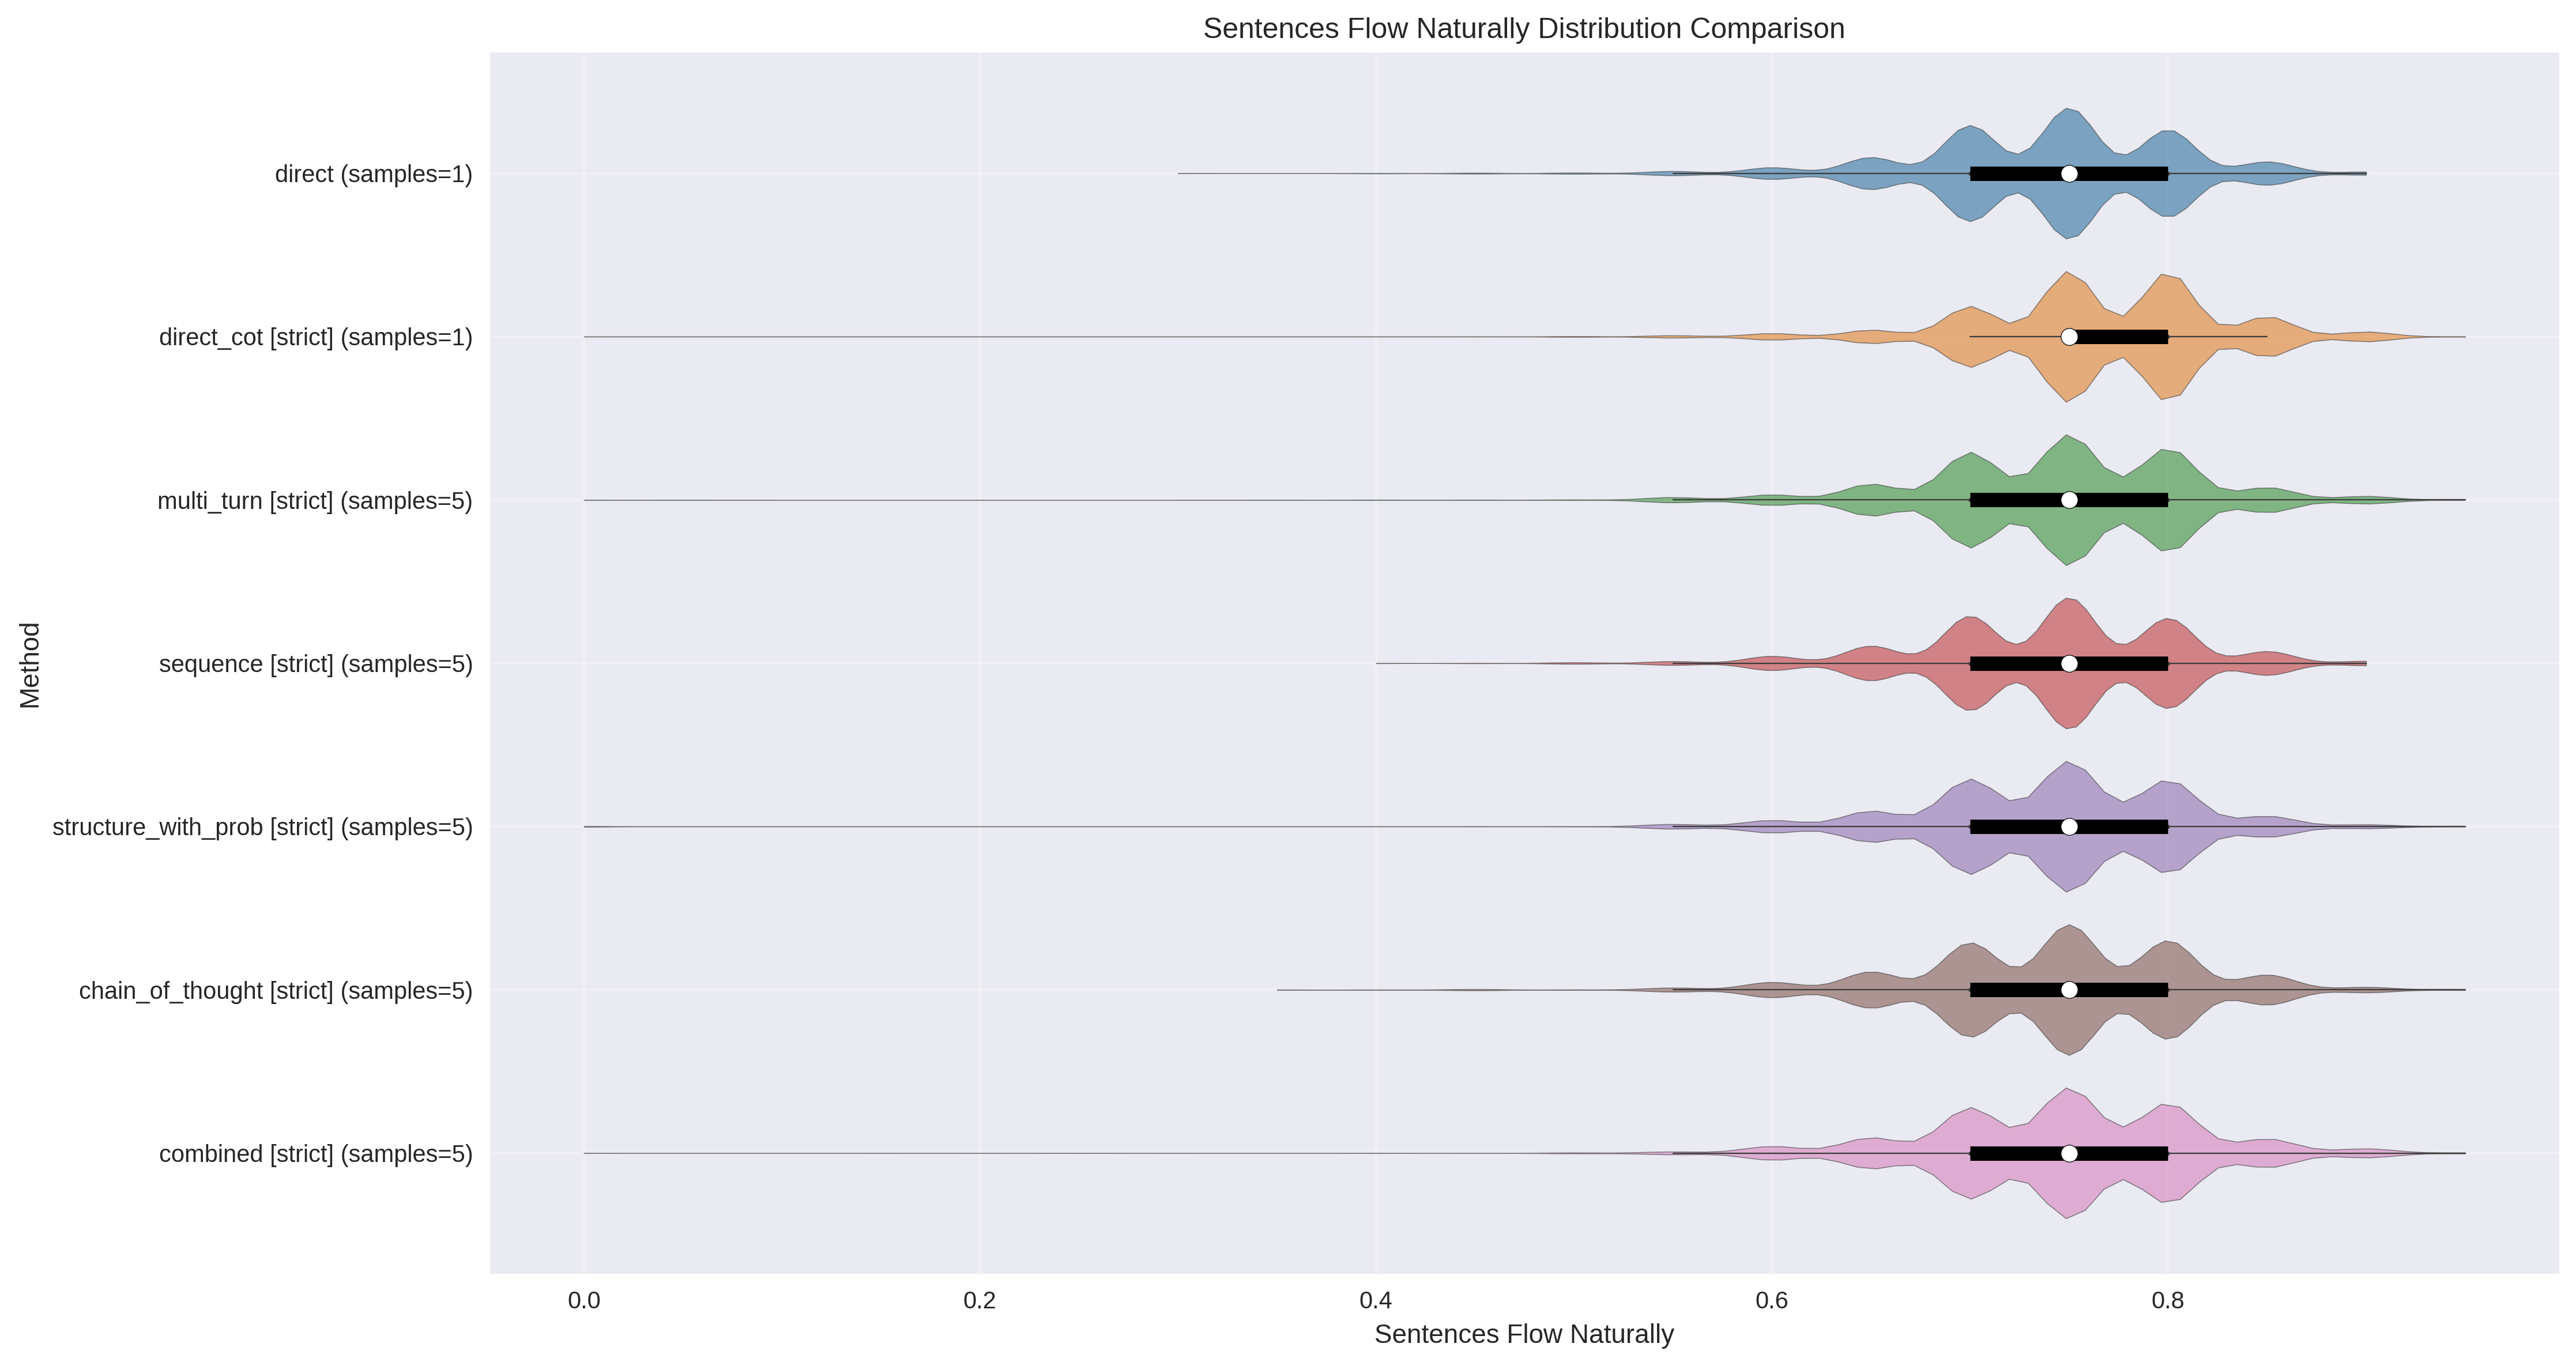 Sentences Flow Naturally Distribution Comparison
direct (samples=1)
direct_cot [strict] (samples=1)
multi_turn [strict] (samples=5)
sequence [strict] (samples=5)
structure_with_prob [strict] (samples=5)
chain_of_thought [strict] (samples=5)
combined [strict] (samples=5)
Method
0.0 0.2 0.4 0.6 0.8
Sentences Flow Naturally